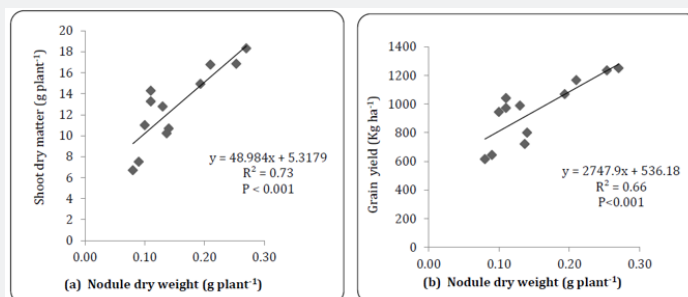 Shoot dry matter (g plant⁻¹)
20
18
16
14
12
10
8
6
4
2
0
y = 48.984x + 5.3179
R² = 0.73
P < 0.001
0.00 0.10 0.20 0.30
(a) Nodule dry weight (g plant⁻¹)
Grain yield (Kg ha⁻¹)
1400
1200
1000
800
600
400
200
0
y = 2747.9x + 536.18
R² = 0.66
P<0.001
0.00 0.10 0.20 0.30
(b) Nodule dry weight (g plant⁻¹)